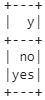 +---+
|  y|
+---+
| no|
|yes|
+---+